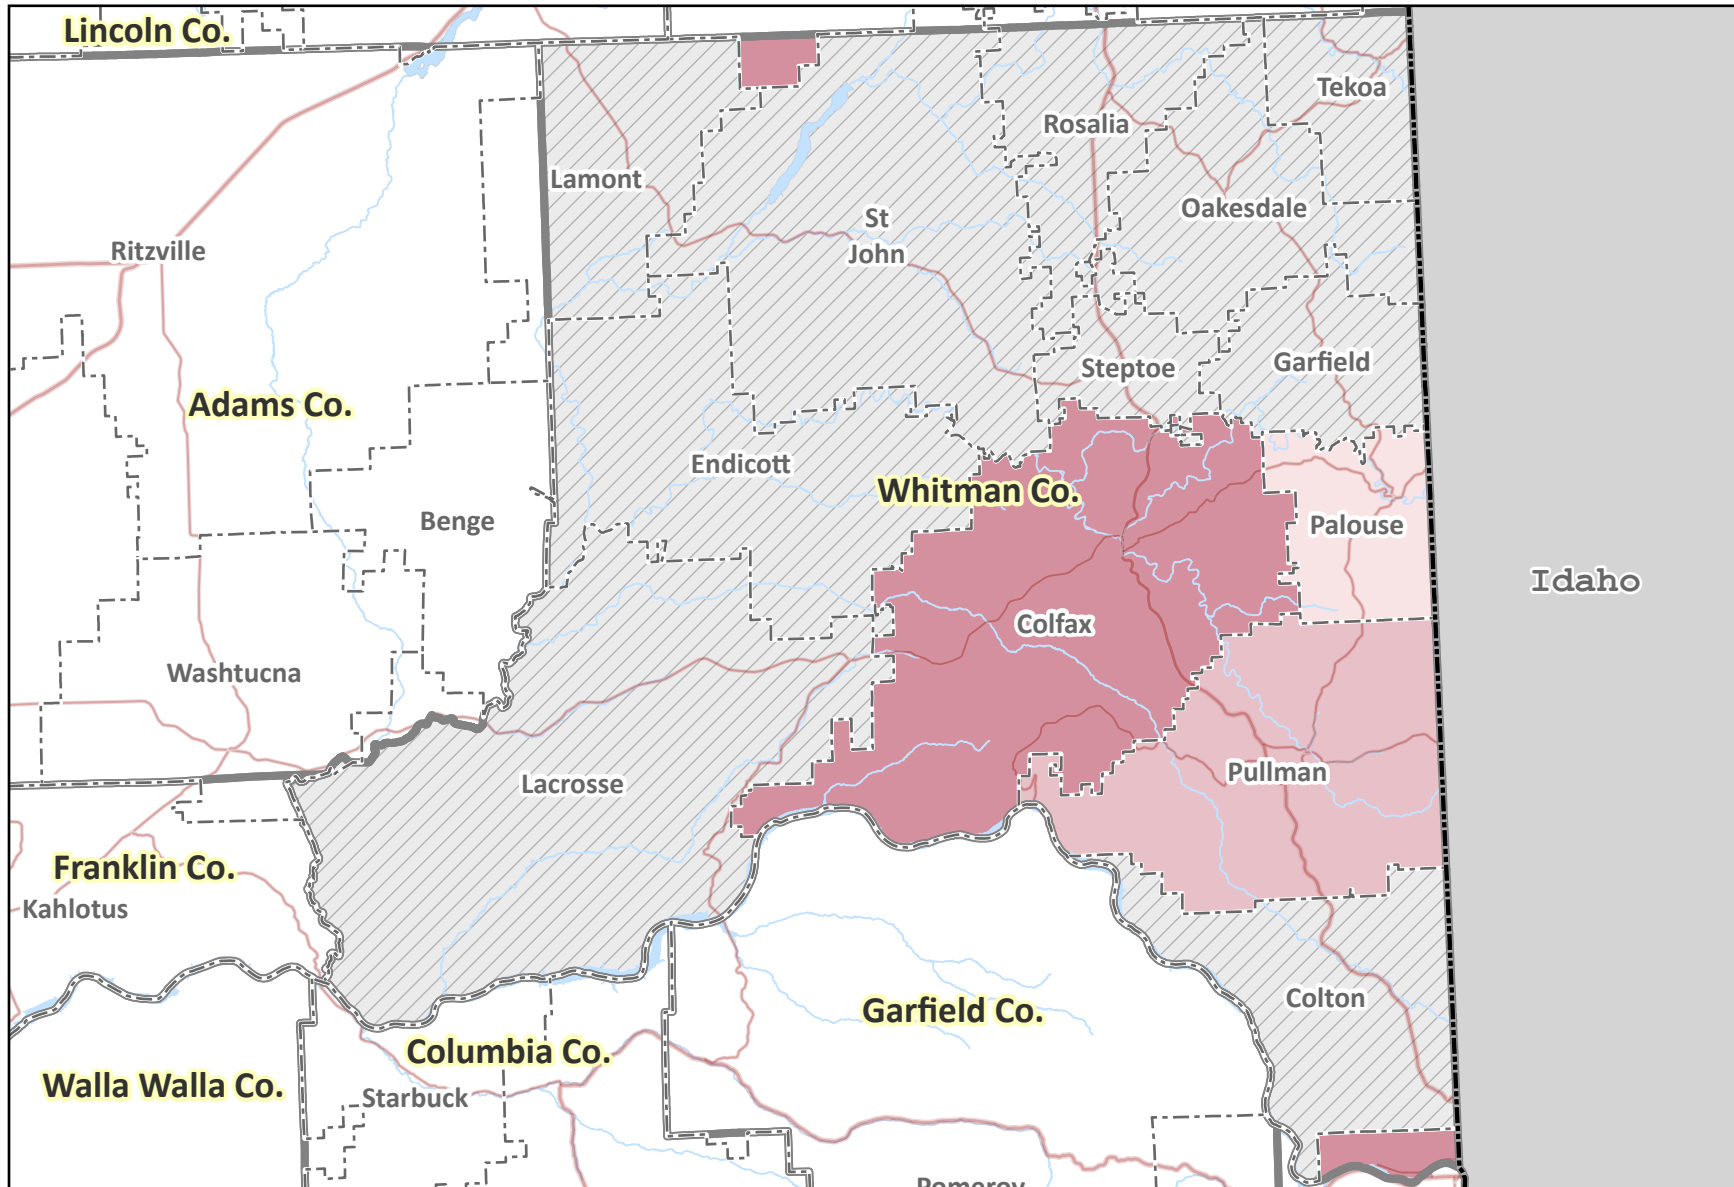 Lincoln Co.
Tekoa
Rosalia
Lamont
Oakesdale
St
John
Ritzville
Steptoe
Garfield
Adams Co.
Endicott
Whitman Co.
Benge
Palouse
Idaho
Colfax
Washtucna
Pullman
Lacrosse
Franklin Co.
Kahlotus
Colton
Garfield Co.
Columbia Co.
Walla Walla Co.
Starbuck
Pomeroy